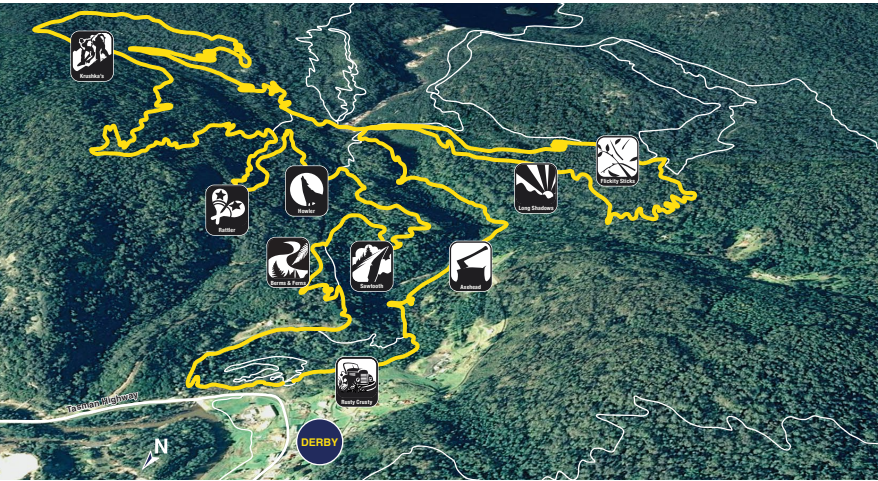 Krushka's
Flickity Sticks
Long Shadows
Howler
Rattler
Berms & Ferns
Sawtooth
Axehead
Rusty Crusty
Tasman Highway
N
DERBY